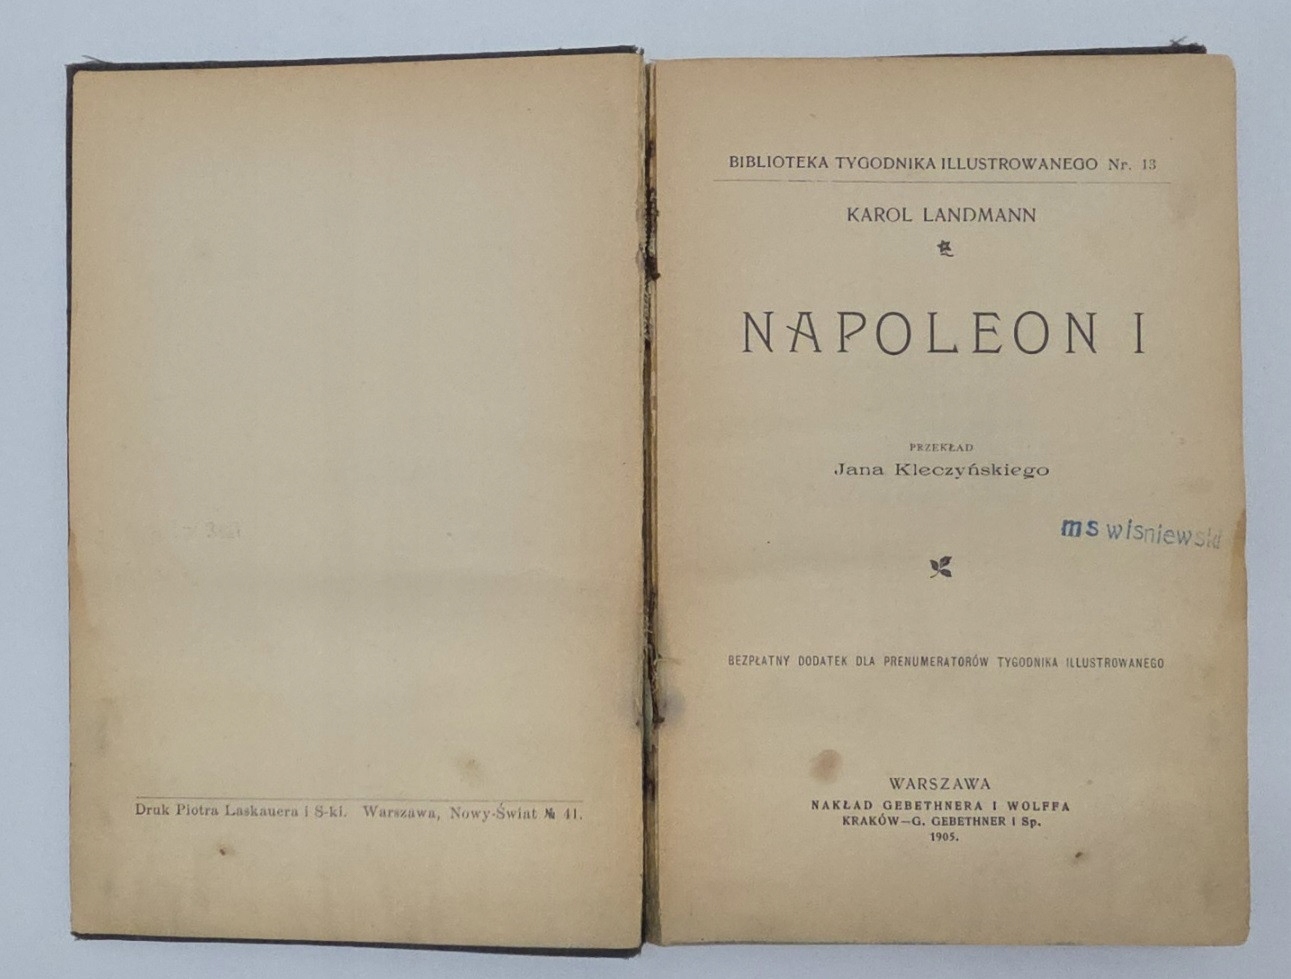 Druk Piotra Laskauera i S-ki. Warszawa, Nowy-Świat № 41.
BIBLIOTEKA TYGODNIKA ILLUSTROWANEGO Nr. 13
KAROL LANDMANN
NAPOLEON I
PRZEKŁAD
Jana Kleczyńskiego
ms wisniewski
BEZPŁATNY DODATEK DLA PRENUMERATORÓW TYGODNIKA ILLUSTROWANEGO
WARSZAWA
NAKŁAD GEBETHNERA I WOLFFA
KRAKÓW—G. GEBETHNER I Sp.
1905.